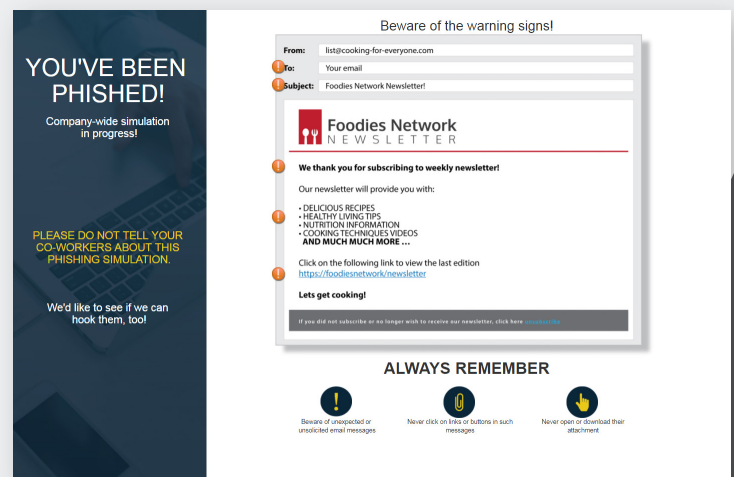 YOU'VE BEEN
PHISHED!
Company-wide simulation
in progress!
PLEASE DO NOT TELL YOUR
CO-WORKERS ABOUT THIS
PHISHING SIMULATION.
We'd like to see if we can
hook them, too!
Beware of the warning signs!
From: list@cooking-for-everyone.com
! To: Your email
! Subject: Foodies Network Newsletter!
Foodies Network
NEWSLETTER
! We thank you for subscribing to weekly newsletter!
Our newsletter will provide you with:
• DELICIOUS RECIPES
! • HEALTHY LIVING TIPS
• NUTRITION INFORMATION
• COOKING TECHNIQUES VIDEOS
AND MUCH MUCH MORE ...
Click on the following link to view the last edition
! https://foodiesnetwork/newsletter
Lets get cooking!
If you did not subscribe or no longer wish to receive our newsletter, click here unsubscribe
ALWAYS REMEMBER
!
Beware of unexpected or
unsolicited email messages
Never click on links or buttons in such
messages
Never open or download their
attachment